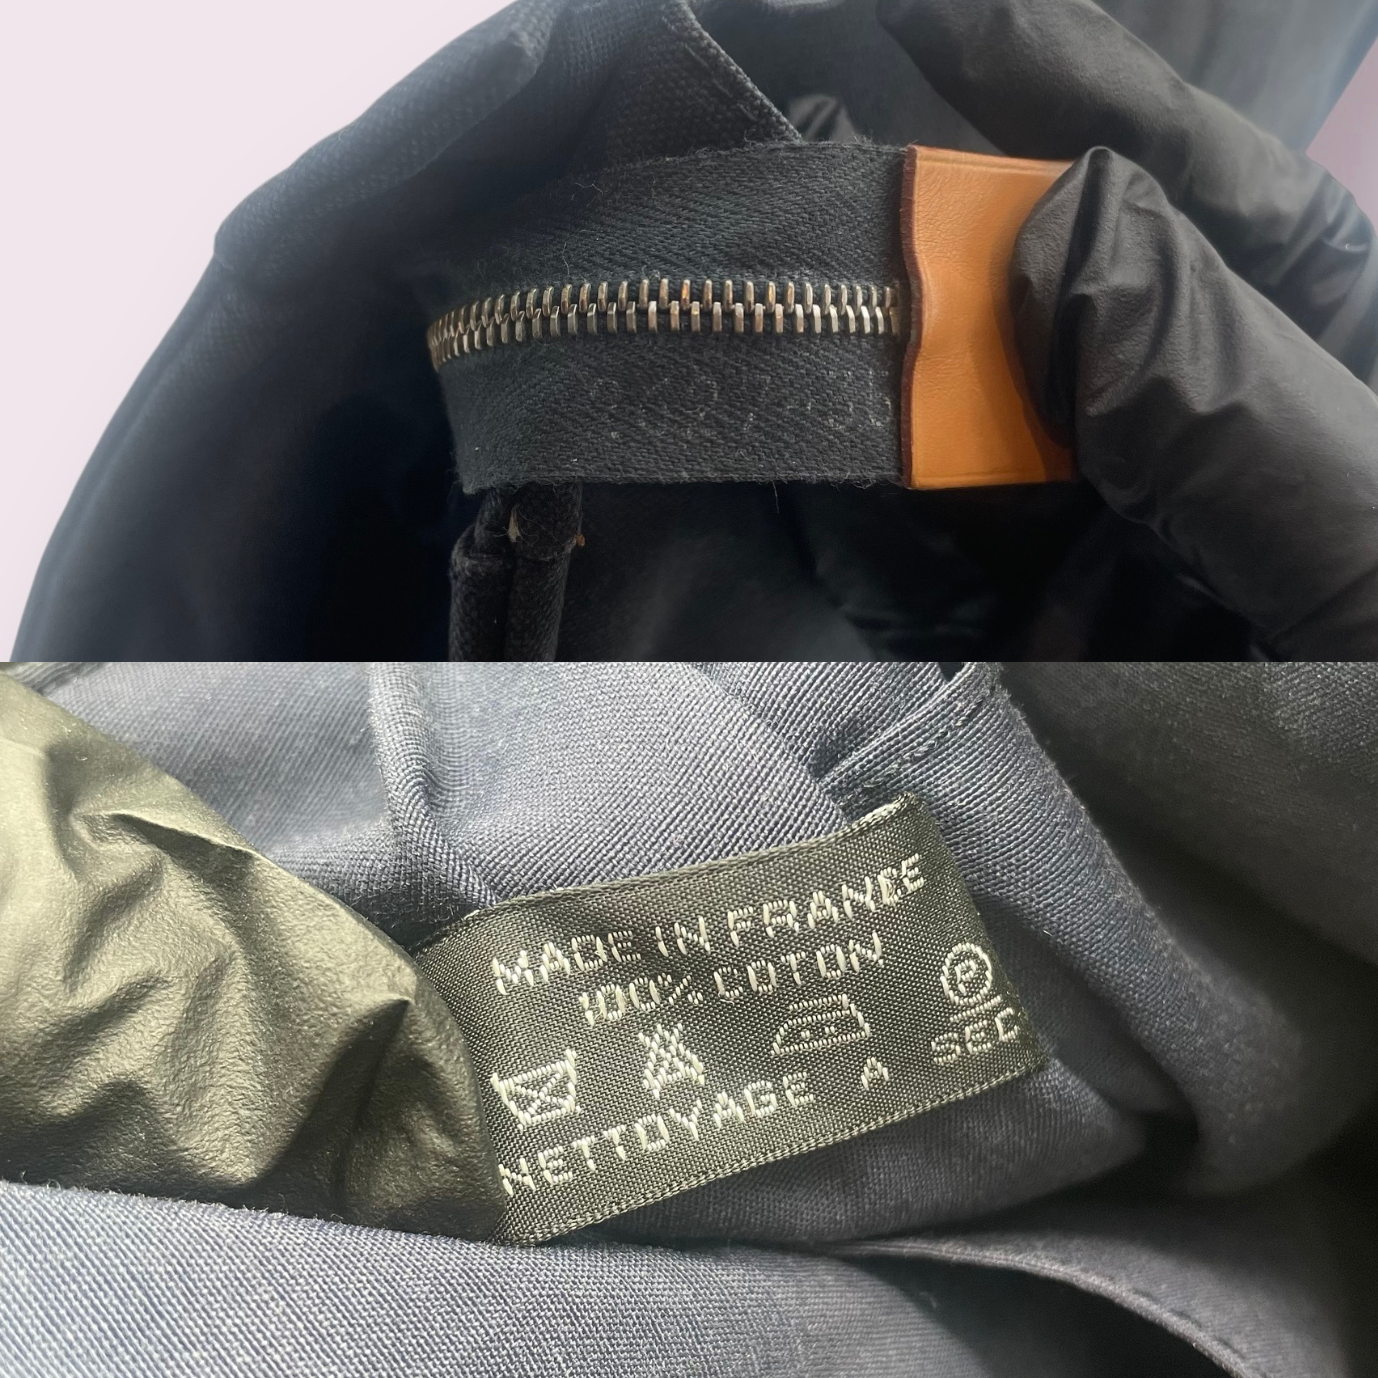 MADE IN FRANCE
100% COTON
P
NETTOYAGE A SEC